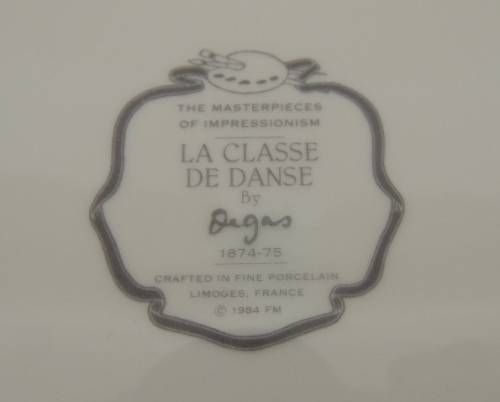 THE MASTERPIECES
OF IMPRESSIONISM
LA CLASSE
DE DANSE
By
Degas
1874-75
CRAFTED IN FINE PORCELAIN
LIMOGES, FRANCE
© 1984 FM